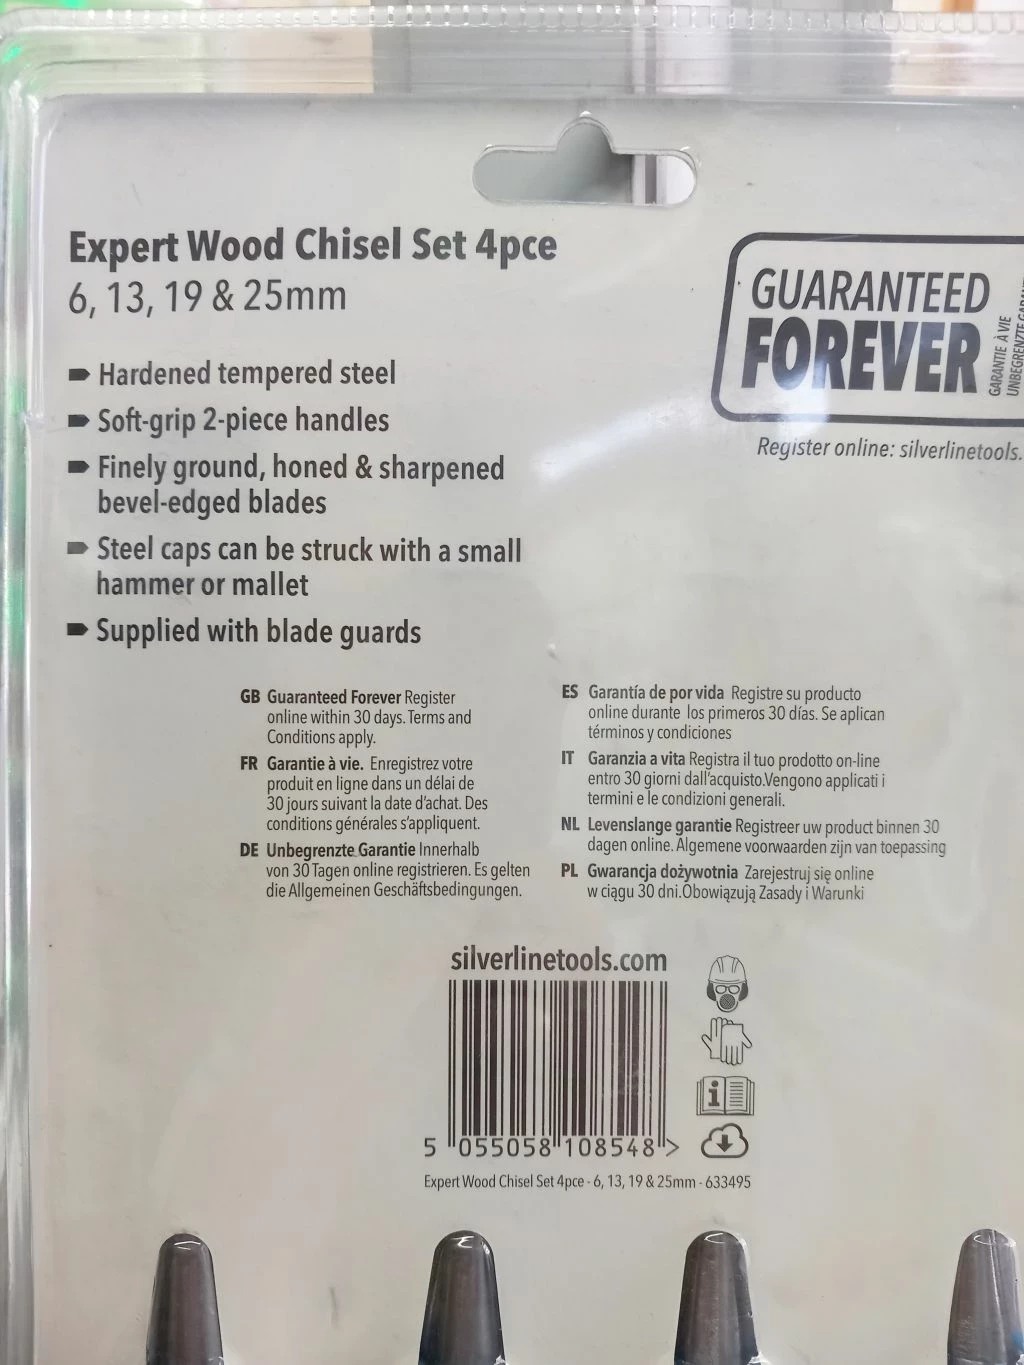 Expert Wood Chisel Set 4pce
6, 13, 19 & 25mm
Hardened tempered steel
Soft-grip 2-piece handles
Finely ground, honed & sharpened
bevel-edged blades
Steel caps can be struck with a small
hammer or mallet
Supplied with blade guards
GUARANTEED
FOREVER
GARANTIE À VIE
UNBEGRENZTE
Register online: silverlinetools.
GB Guaranteed Forever Register
online within 30 days. Terms and
Conditions apply.
FR Garantie à vie. Enregistrez votre
produit en ligne dans un délai de
30 jours suivant la date d'achat. Des
conditions générales s'appliquent.
DE Unbegrenzte Garantie Innerhalb
von 30 Tagen online registrieren. Es gelten
die Allgemeinen Geschäftsbedingungen.
ES Garantía de por vida Registre su producto
online durante los primeros 30 días. Se aplican
términos y condiciones
IT Garanzia a vita Registra il tuo prodotto on-line
entro 30 giorni dall'acquisto.Vengono applicati i
termini e le condizioni generali.
NL Levenslange garantie Registreer uw product binnen 30
dagen online. Algemene voorwaarden zijn van toepassing
PL Gwarancja dożywotnia Zarejestruj się online
w ciągu 30 dni.Obowiązują Zasady i Warunki
silverlinetools.com
5 055058 108548 >
Expert Wood Chisel Set 4pce - 6, 13, 19 & 25mm - 633495